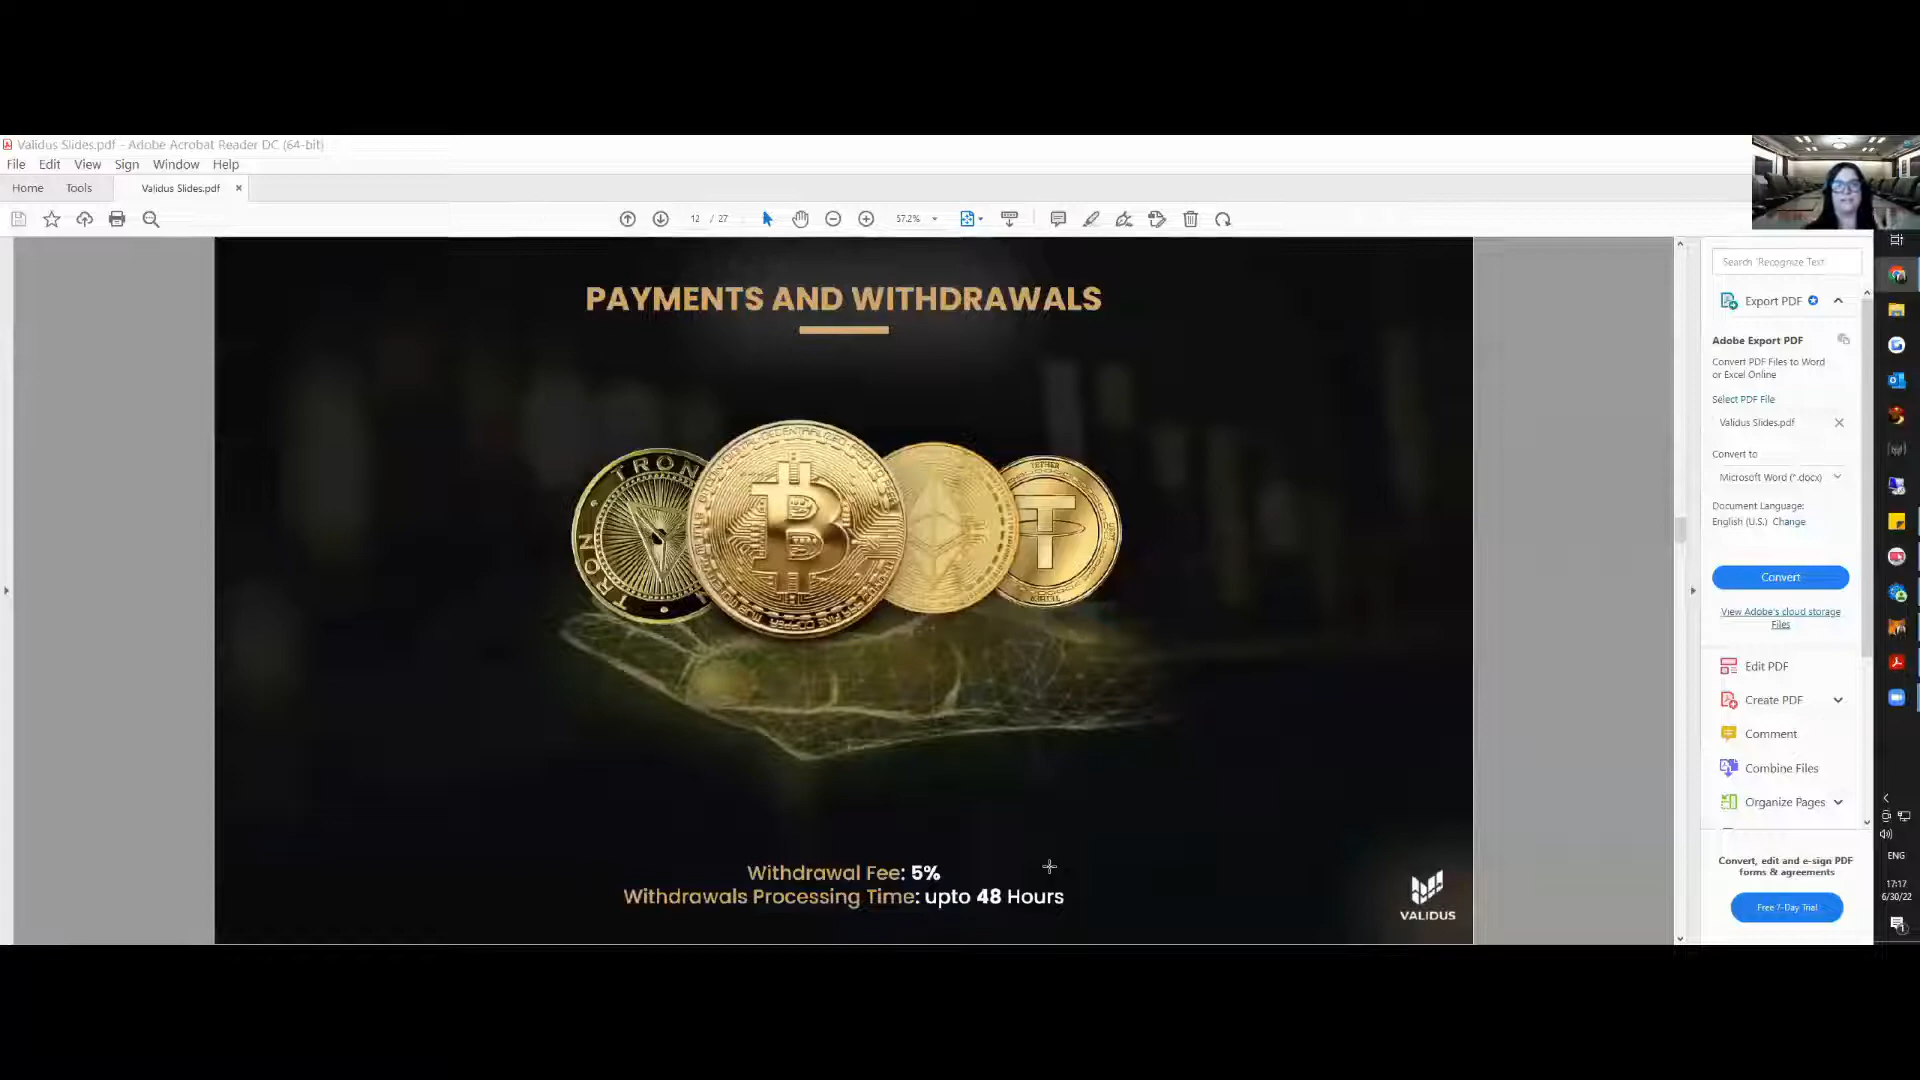 Validus Slides.pdf - Adobe Acrobat Reader DC (64-bit)
File Edit View Window Sign Help
Home Tools Validus Slides.pdf
12 / 27 57.2%
PAYMENTS AND WITHDRAWALS
TRON
TRON
TETHER
Withdrawal Fee: 5%
Withdrawals Processing Time: upto 48 Hours
VALIDUS
Search 'Recognize Text'
Export PDF
Adobe Export PDF
Convert PDF Files to Word
or Excel Online
Select PDF File
Validus Slides.pdf
Convert to
Microsoft Word (*.docx)
Document Language:
English (U.S.) Change
Convert
View Adobe's cloud storage
Files
Edit PDF
Create PDF
Comment
Combine Files
Organize Pages
Convert, edit and e-sign PDF
forms & agreements
Free 7-Day Trial
ENG
17:17
6/30/22